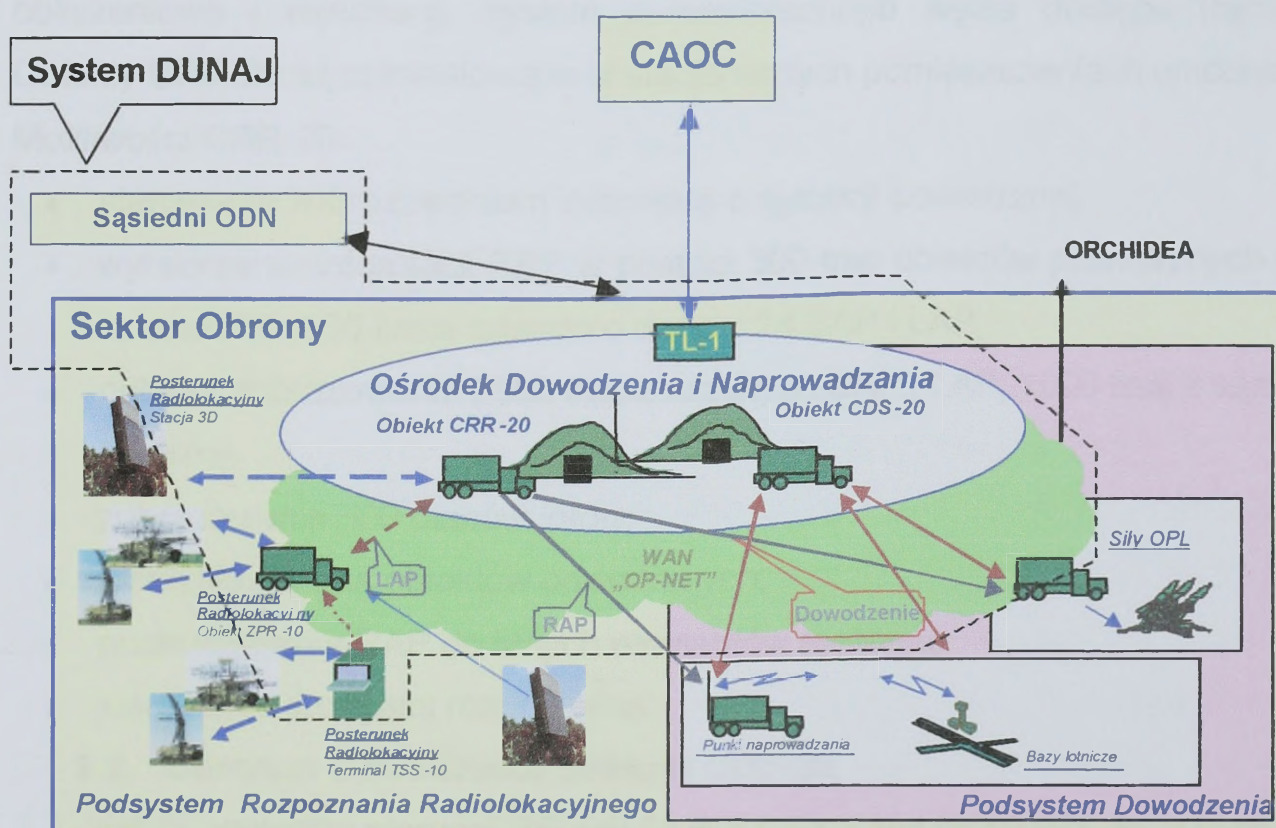 System DUNAJ
CAOC
Sąsiedni ODN
ORCHIDEA
Sektor Obrony
TL-1
Ośrodek Dowodzenia i Naprowadzania
Obiekt CRR-20
Obiekt CDS-20
Posterunek
Radiolokacyjny
Stacja 3D
Siły OPL
WAN
„OP-NET”
LAP
RAP
Dowodzenie
Posterunek
Radiolokacyjny
Obiekt ZPR-10
Posterunek
Radiolokacyjny
Terminal TSS-10
Punki naprowadzania
Bazy lotnicze
Podsystem Rozpoznania Radiolokacyjnego
Podsystem Dowodzenia